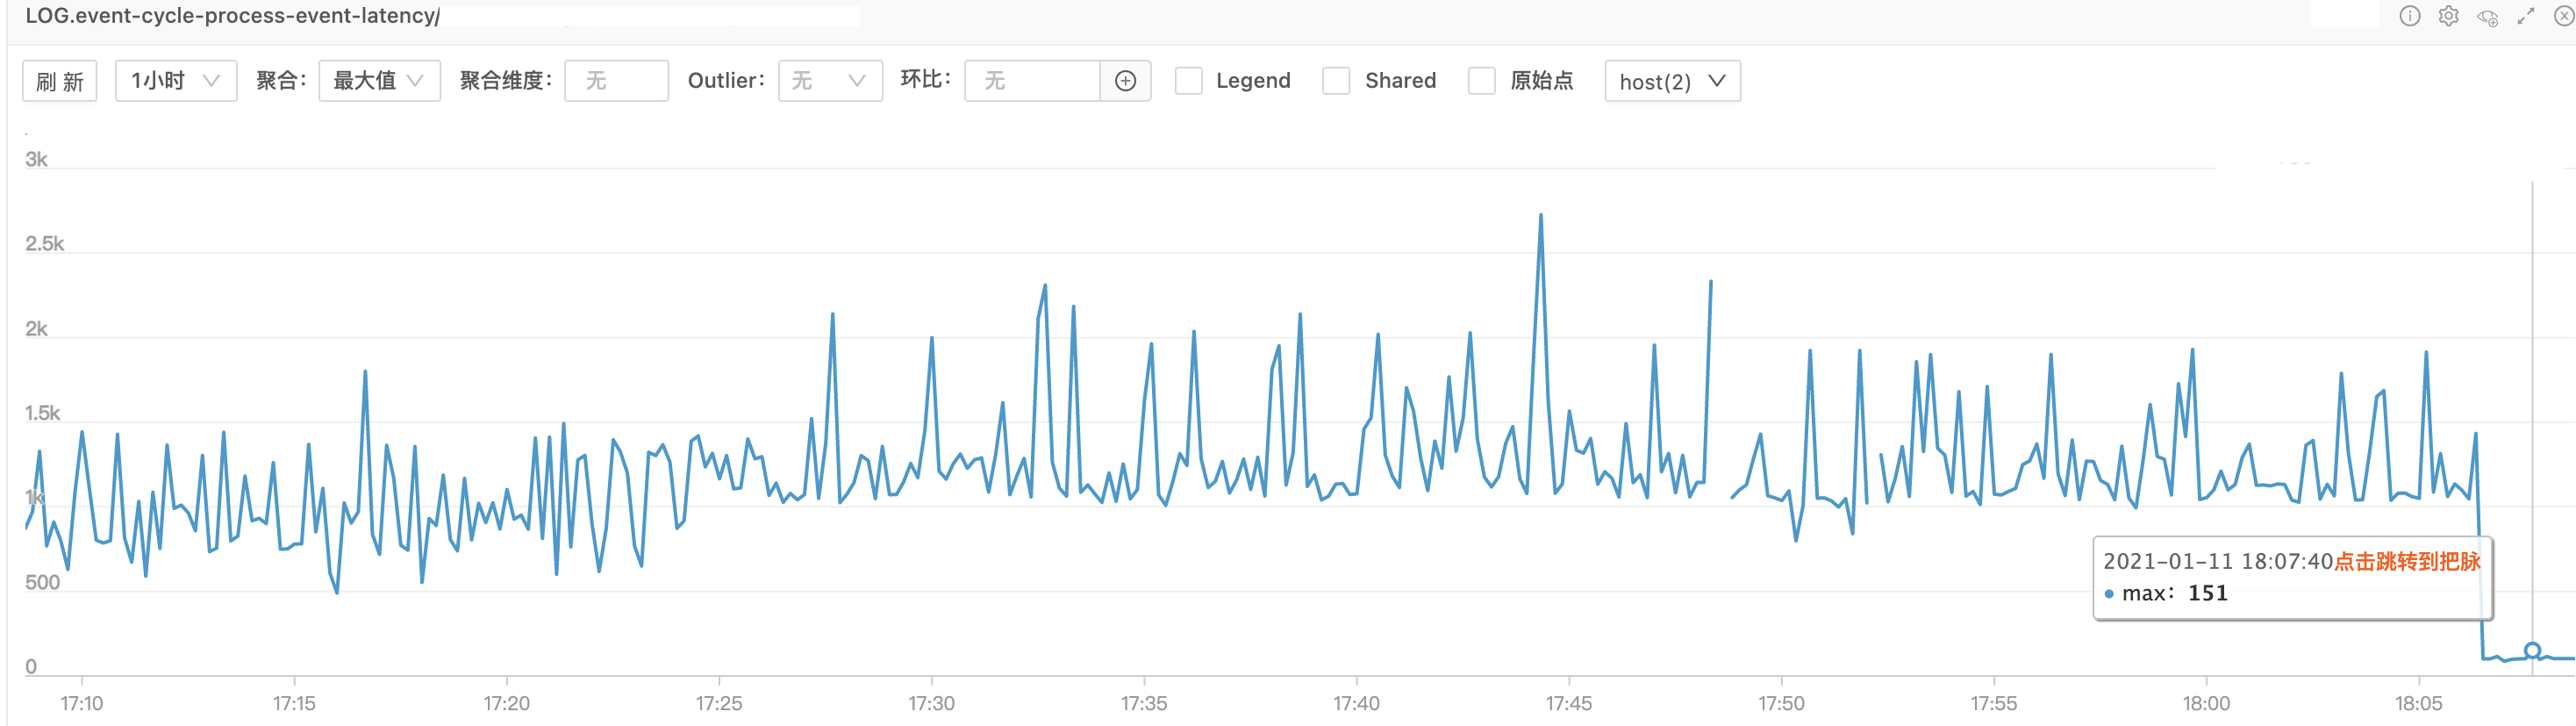 LOG.event-cycle-process-event-latency/
刷 新 1小时 聚合： 最大值 聚合维度： 无 Outlier： 无 环比： 无 Legend Shared 原始点 host(2)
3k
2.5k
2k
1.5k
1k
500
0
2021-01-11 18:07:40点击跳转到把脉
max： 151
17:10 17:15 17:20 17:25 17:30 17:35 17:40 17:45 17:50 17:55 18:00 18:05